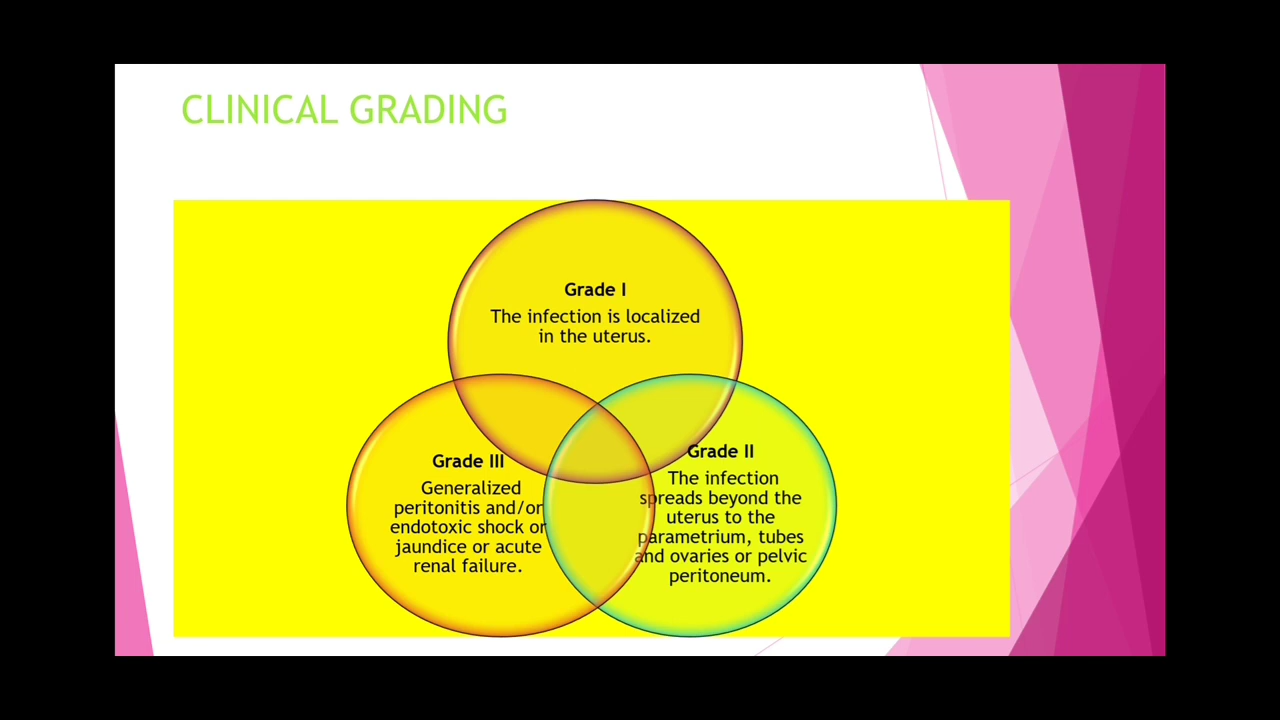 CLINICAL GRADING
Grade I
The infection is localized
in the uterus.
Grade II
The infection
spreads beyond the
uterus to the
parametrium, tubes
and ovaries or pelvic
peritoneum.
Grade III
Generalized
peritonitis and/or
endotoxic shock or
jaundice or acute
renal failure.